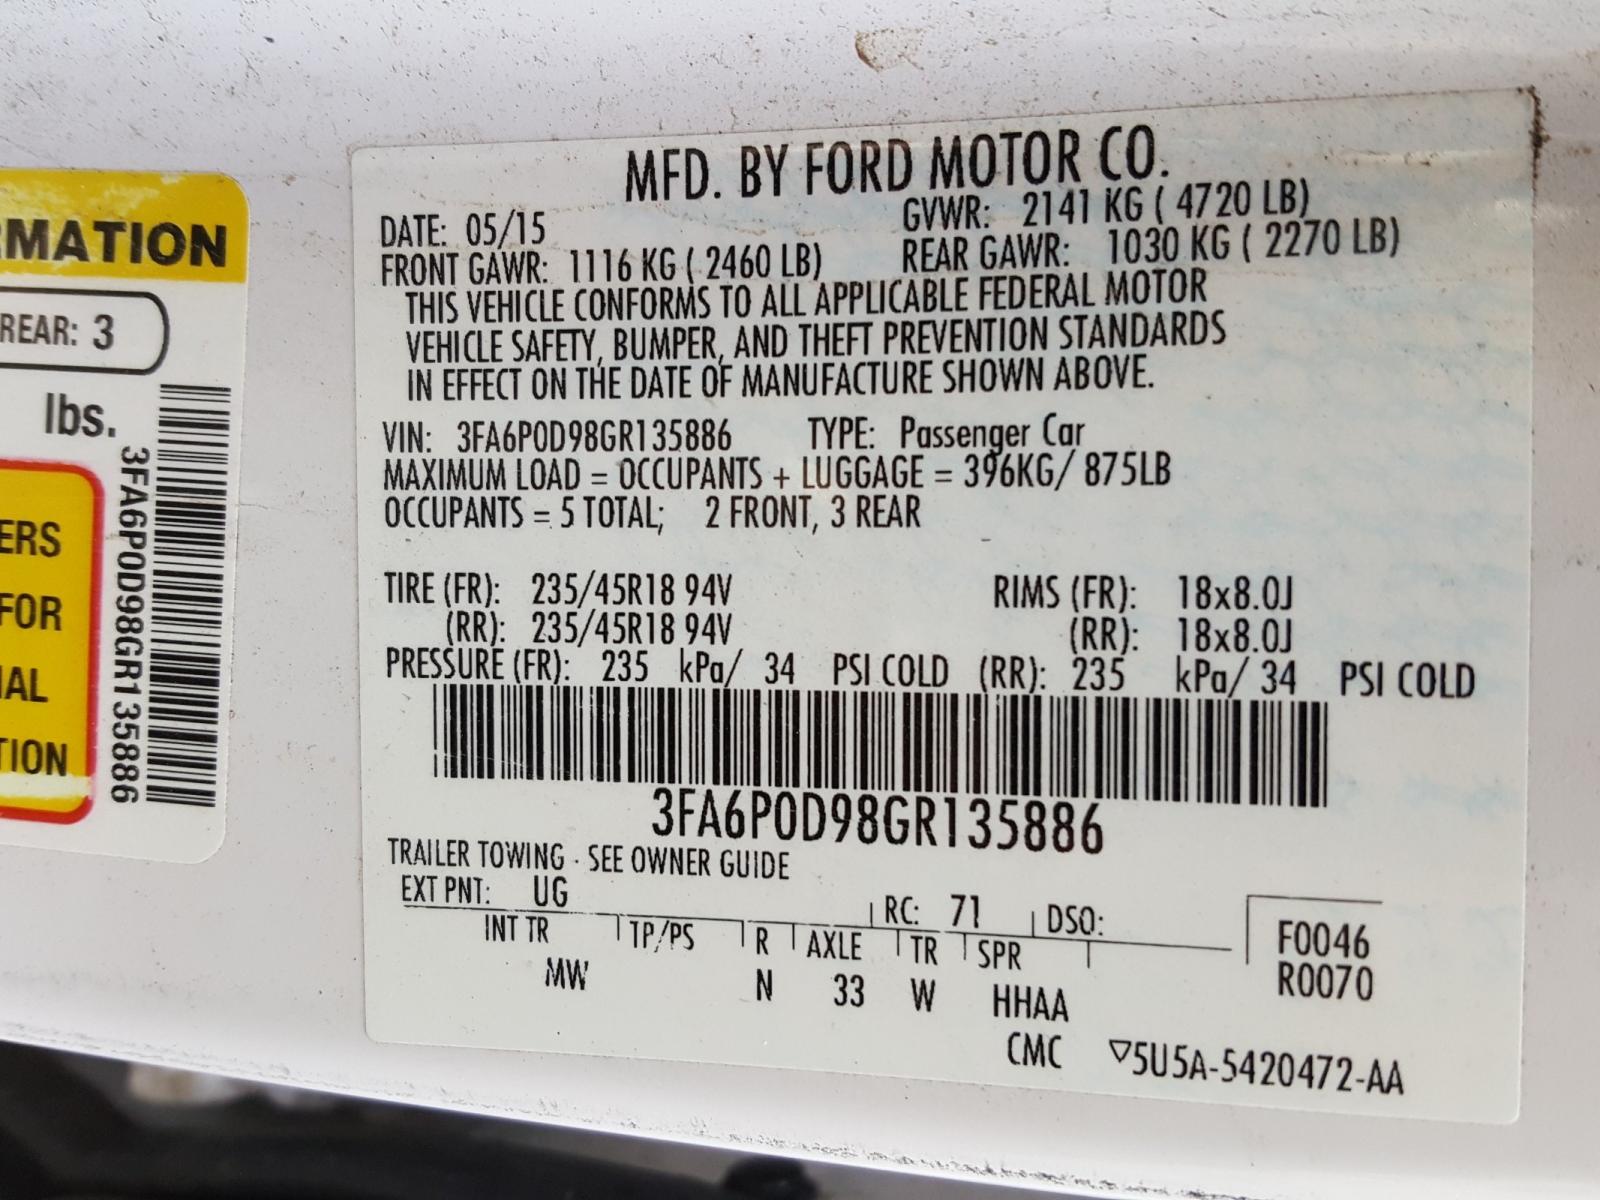 RMATION
REAR: 3
lbs.
ERS
FOR
IAL
TION
3FA6P0D98GR135886
MFD. BY FORD MOTOR CO.
DATE: 05/15 GVWR: 2141 KG ( 4720 LB)
FRONT GAWR: 1116 KG ( 2460 LB) REAR GAWR: 1030 KG ( 2270 LB)
THIS VEHICLE CONFORMS TO ALL APPLICABLE FEDERAL MOTOR
VEHICLE SAFETY, BUMPER, AND THEFT PREVENTION STANDARDS
IN EFFECT ON THE DATE OF MANUFACTURE SHOWN ABOVE.
VIN: 3FA6P0D98GR135886 TYPE: Passenger Car
MAXIMUM LOAD = OCCUPANTS + LUGGAGE = 396KG/ 875LB
OCCUPANTS = 5 TOTAL; 2 FRONT, 3 REAR
TIRE (FR): 235/45R18 94V RIMS (FR): 18x8.0J
(RR): 235/45R18 94V (RR): 18x8.0J
PRESSURE (FR): 235 kPa/ 34 PSI COLD (RR): 235 kPa/ 34 PSI COLD
3FA6P0D98GR135886
TRAILER TOWING - SEE OWNER GUIDE
EXT PNT: UG RC: 71 DSO:
INT TR TP/PS R AXLE TR SPR F0046
MW N 33 W HHAA R0070
CMC ▽5U5A-5420472-AA